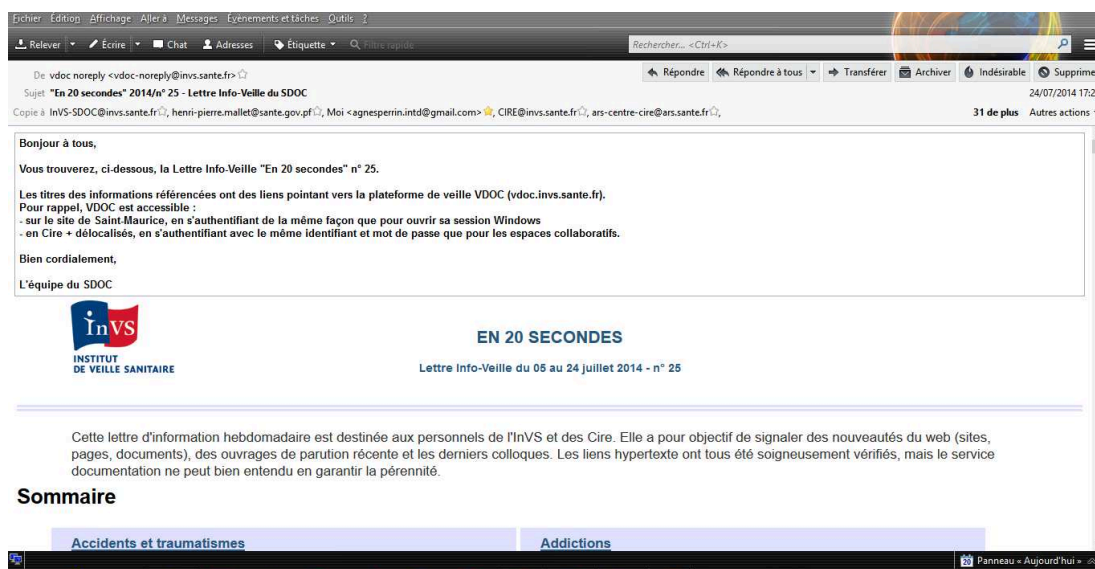 Fichier Édition Affichage Aller à Messages Évènements et tâches Outils ?
Relever Écrire Chat Adresses Étiquette Filtre rapide Rechercher... <Ctrl+K>
De vdoc noreply <vdoc-noreply@invs.sante.fr> Répondre Répondre à tous Transférer Archiver Indésirable Supprime
Sujet "En 20 secondes" 2014/n° 25 - Lettre Info-Veille du SDOC 24/07/2014 17:2
Copie à InVS-SDOC@invs.sante.fr, henri-pierre.mallet@sante.gov.pf, Moi <agnesperrin.intd@gmail.com>, CIRE@invs.sante.fr, ars-centre-cire@ars.sante.fr, 31 de plus Autres actions
Bonjour à tous,
Vous trouverez, ci-dessous, la Lettre Info-Veille "En 20 secondes" n° 25.
Les titres des informations référencées ont des liens pointant vers la plateforme de veille VDOC (vdoc.invs.sante.fr).
Pour rappel, VDOC est accessible :
- sur le site de Saint-Maurice, en s'authentifiant de la même façon que pour ouvrir sa session Windows
- en Cire + délocalisés, en s'authentifiant avec le même identifiant et mot de passe que pour les espaces collaboratifs.
Bien cordialement,
L'équipe du SDOC
InVS
INSTITUT
DE VEILLE SANITAIRE
EN 20 SECONDES
Lettre Info-Veille du 05 au 24 juillet 2014 - n° 25
Cette lettre d'information hebdomadaire est destinée aux personnels de l'InVS et des Cire. Elle a pour objectif de signaler des nouveautés du web (sites,
pages, documents), des ouvrages de parution récente et les derniers colloques. Les liens hypertexte ont tous été soigneusement vérifiés, mais le service
documentation ne peut bien entendu en garantir la pérennité.
Sommaire
Accidents et traumatismes Addictions
20 Panneau « Aujourd'hui »